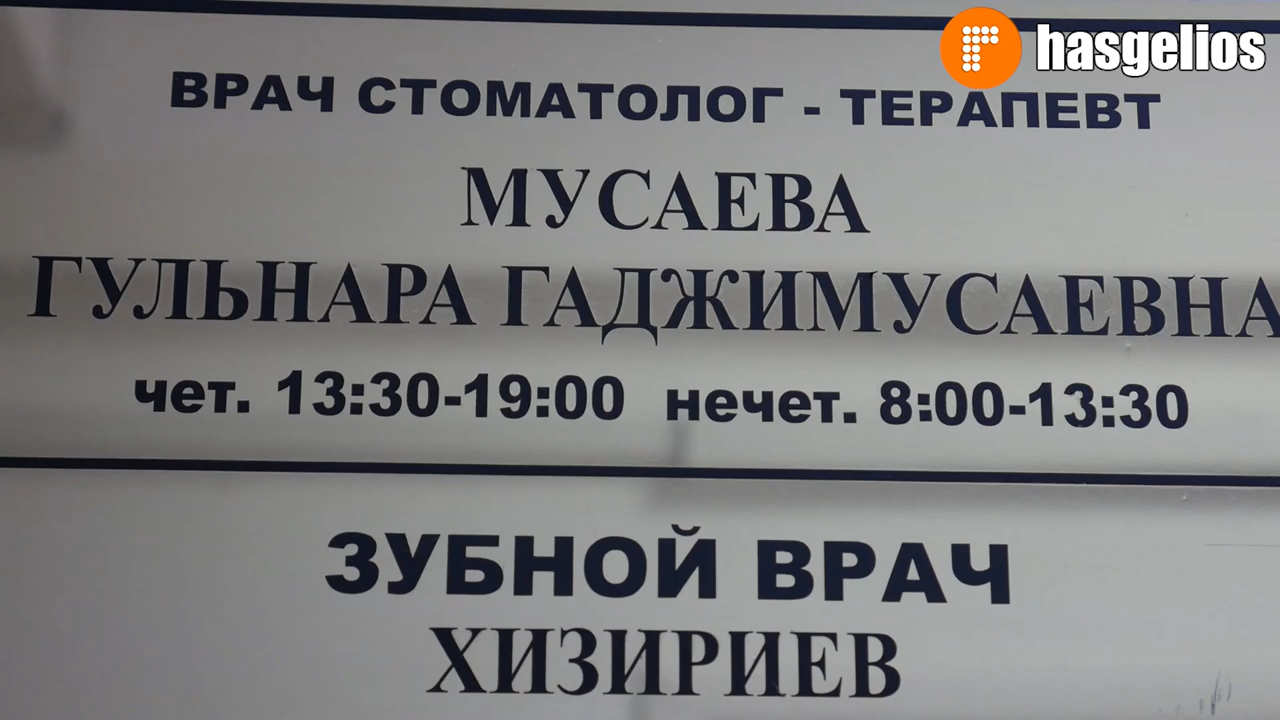 hasgelios
ВРАЧ СТОМАТОЛОГ - ТЕРАПЕВТ
МУСАЕВА
ГУЛЬНАРА ГАДЖИМУСАЕВНА
чет. 13:30-19:00 нечет. 8:00-13:30
ЗУБНОЙ ВРАЧ
ХИЗИРИЕВ